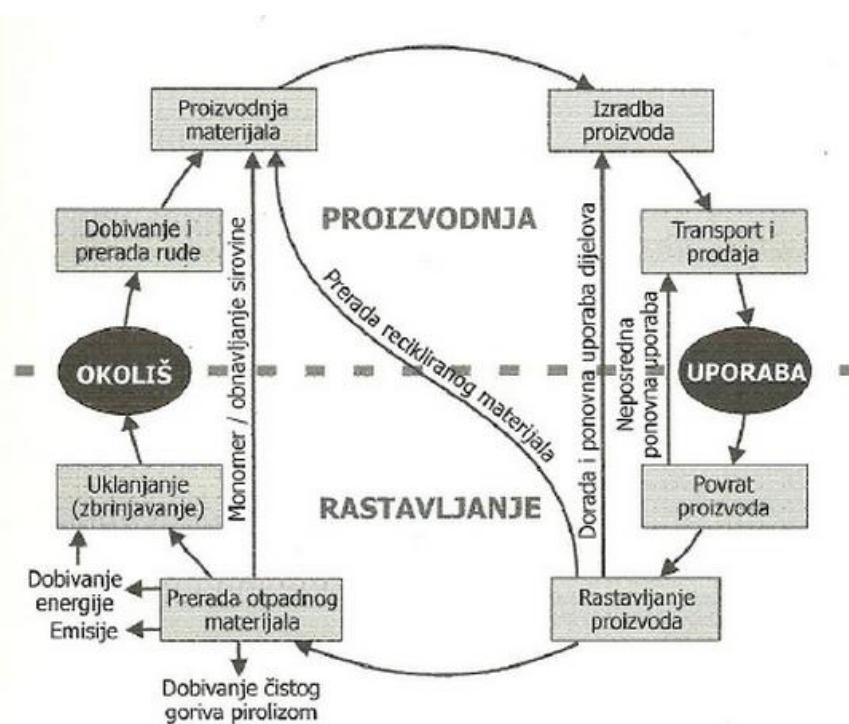 Proizvodnja
materijala
Izradba
proizvoda
Dobivanje i
prerada rude
PROIZVODNJA
Transport i
prodaja
Monomer / obnavljanje sirovine
Prerada recikliranog materijala
Dorada i ponovna uporaba dijelova
Neposredna
ponovna uporaba
OKOLIŠ
UPORABA
Uklanjanje
(zbrinjavanje)
RASTAVLJANJE
Povrat
proizvoda
Dobivanje
energije
Emisije
Prerada otpadnog
materijala
Rastavljanje
proizvoda
Dobivanje čistog
goriva pirolizom